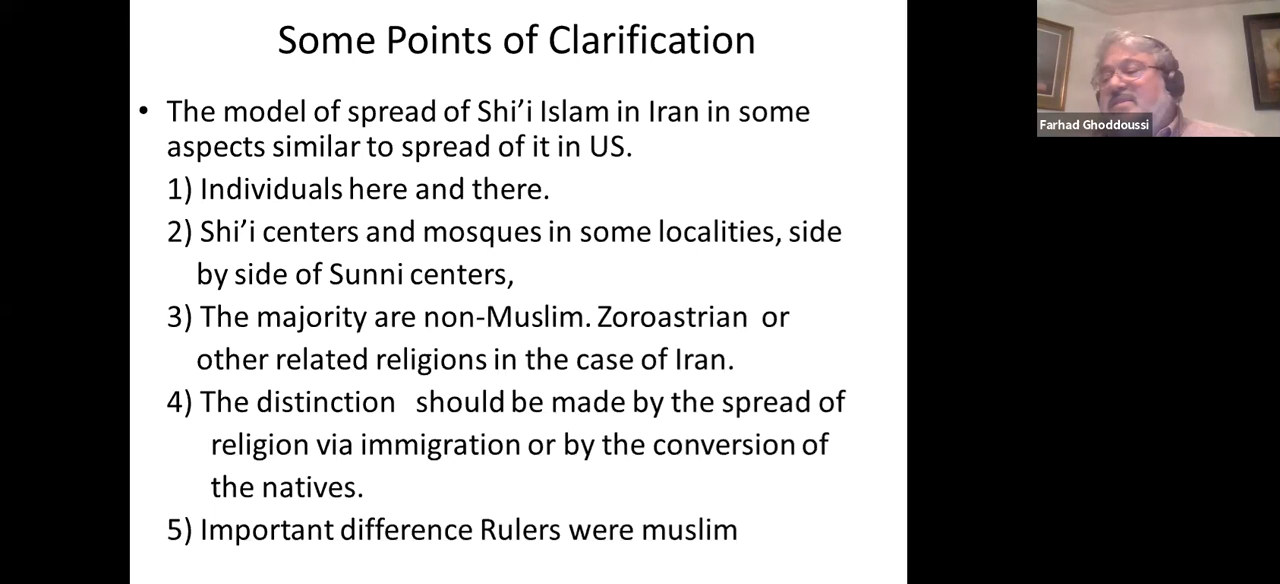 Some Points of Clarification
• The model of spread of Shi’i Islam in Iran in some
aspects similar to spread of it in US.
1) Individuals here and there.
2) Shi’i centers and mosques in some localities, side
by side of Sunni centers,
3) The majority are non-Muslim. Zoroastrian or
other related religions in the case of Iran.
4) The distinction should be made by the spread of
religion via immigration or by the conversion of
the natives.
5) Important difference Rulers were muslim
Farhad Ghoddoussi